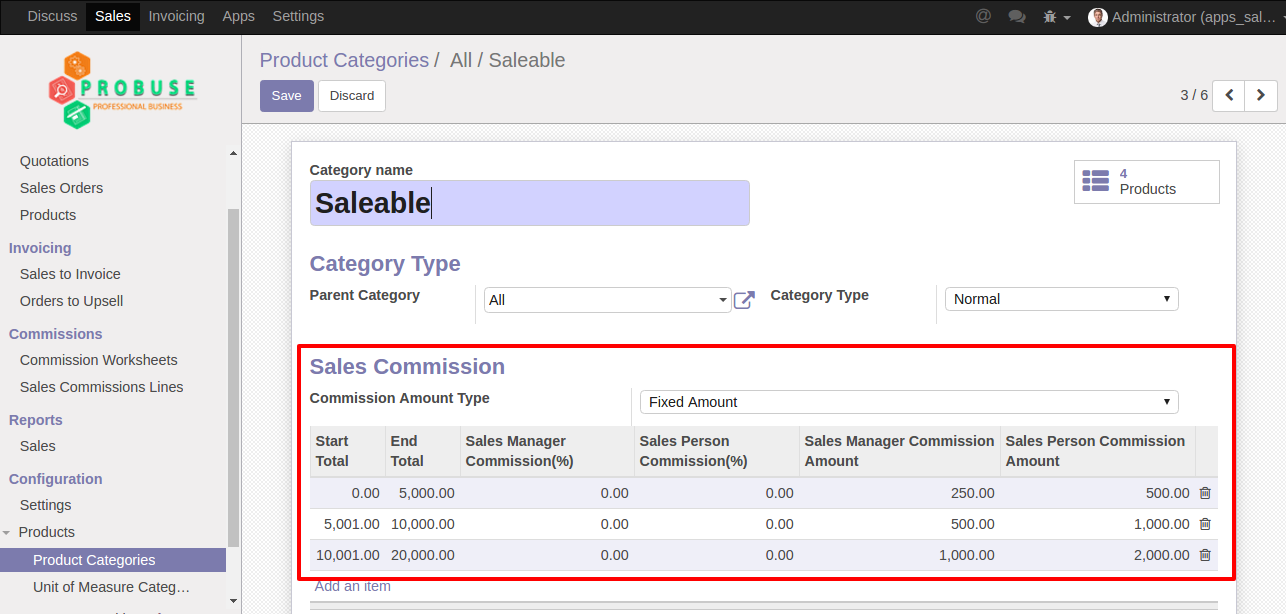 Discuss Sales Invoicing Apps Settings @ Administrator (apps_sal...
PROBUSE
PROFESSIONAL BUSINESS
Product Categories / All / Saleable
Save Discard
3 / 6
Quotations
Sales Orders
Products
Invoicing
Sales to Invoice
Orders to Upsell
Commissions
Commission Worksheets
Sales Commissions Lines
Reports
Sales
Configuration
Settings
Products
Product Categories
Unit of Measure Categ...
Category name
Saleable
4
Products
Category Type
Parent Category All Category Type Normal
Sales Commission
Commission Amount Type Fixed Amount
Start End Sales Manager Sales Person Sales Manager Commission Sales Person Commission
Total Total Commission(%) Commission(%) Amount Amount
0.00 5,000.00 0.00 0.00 250.00 500.00
5,001.00 10,000.00 0.00 0.00 500.00 1,000.00
10,001.00 20,000.00 0.00 0.00 1,000.00 2,000.00
Add an item